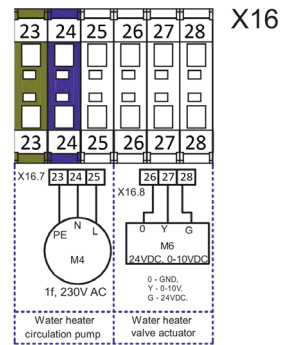 X16
23 24 25 26 27 28
23 24 25 26 27 28
X16.7 23 24 25
26 27 28
X16.8
PE N L
M4
0 Y G
M6
24VDC, 0-10VDC
0 - GND,
Y - 0-10V,
G - 24VDC.
1f, 230V AC
Water heater
circulation pump
Water heater
valve actuator